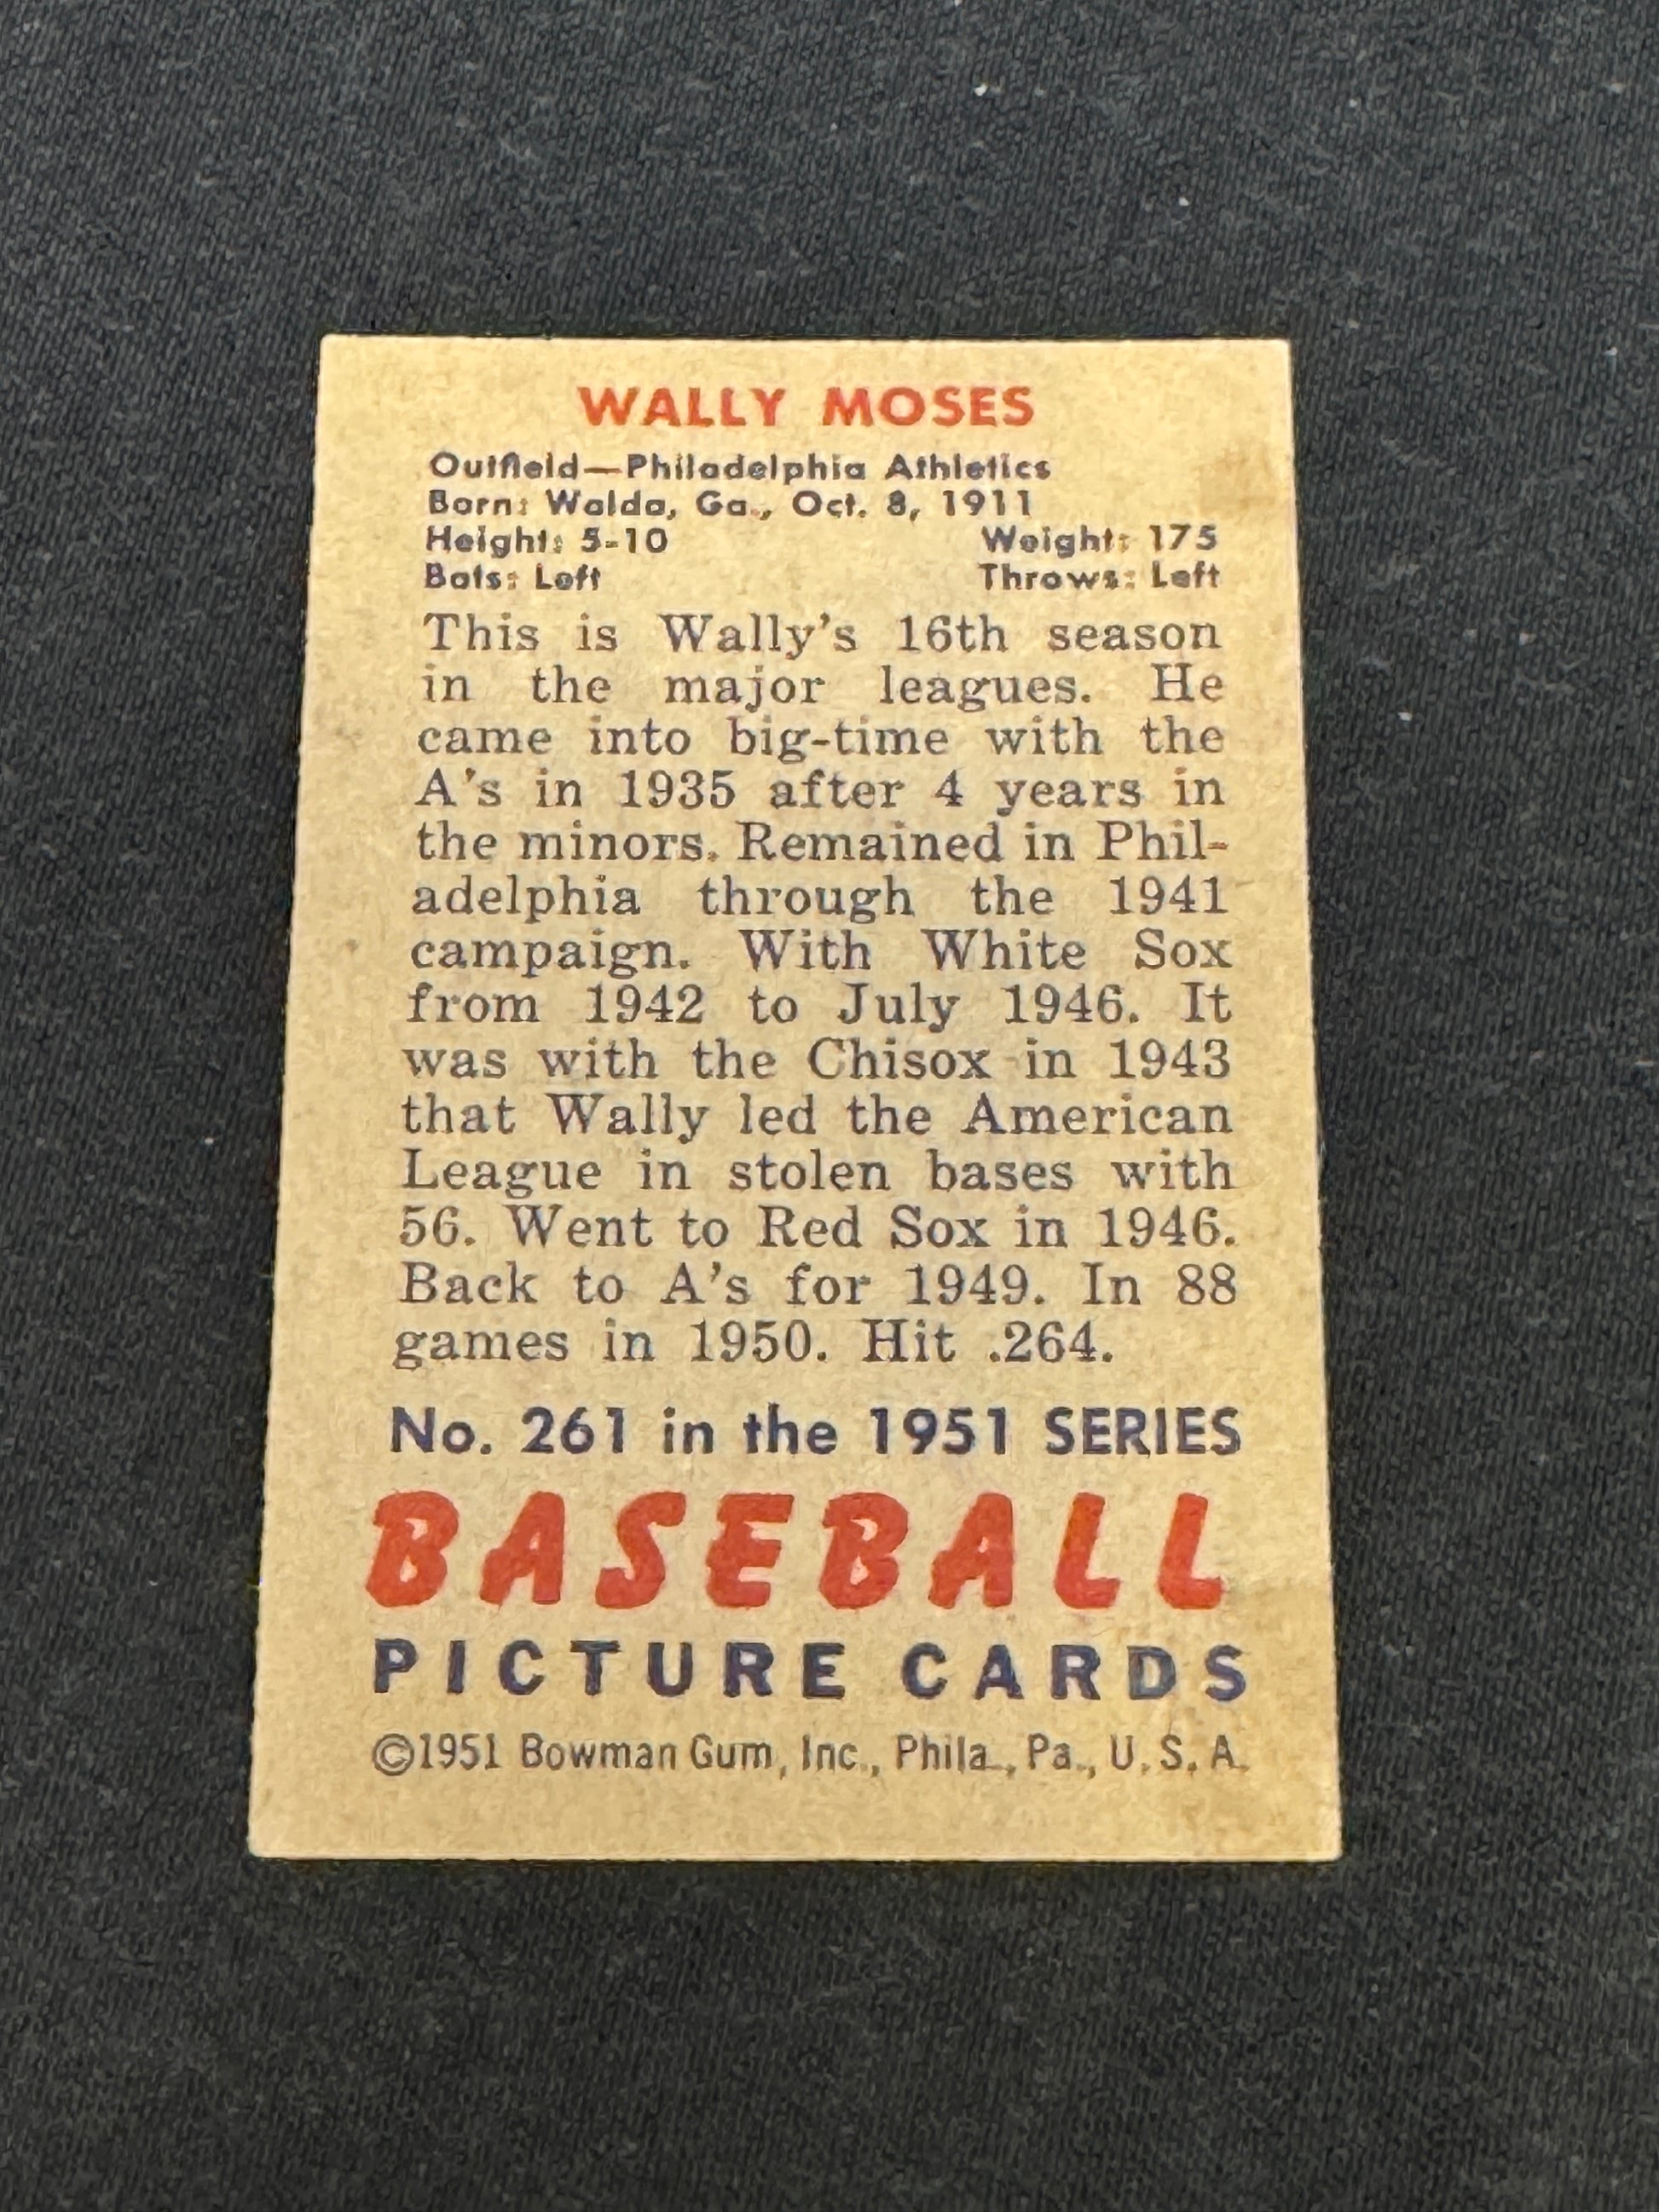 WALLY MOSES
Outfield—Philadelphia Athletics
Born: Walda, Ga., Oct. 8, 1911
Height: 5-10 Weight: 175
Bats: Left Throws: Left
This is Wally's 16th season
in the major leagues. He
came into big-time with the
A's in 1935 after 4 years in
the minors. Remained in Phil-
adelphia through the 1941
campaign. With White Sox
from 1942 to July 1946. It
was with the Chisox in 1943
that Wally led the American
League in stolen bases with
56. Went to Red Sox in 1946.
Back to A's for 1949. In 88
games in 1950. Hit .264.
No. 261 in the 1951 SERIES
BASEBALL
PICTURE CARDS
©1951 Bowman Gum, Inc., Phila., Pa., U. S. A.